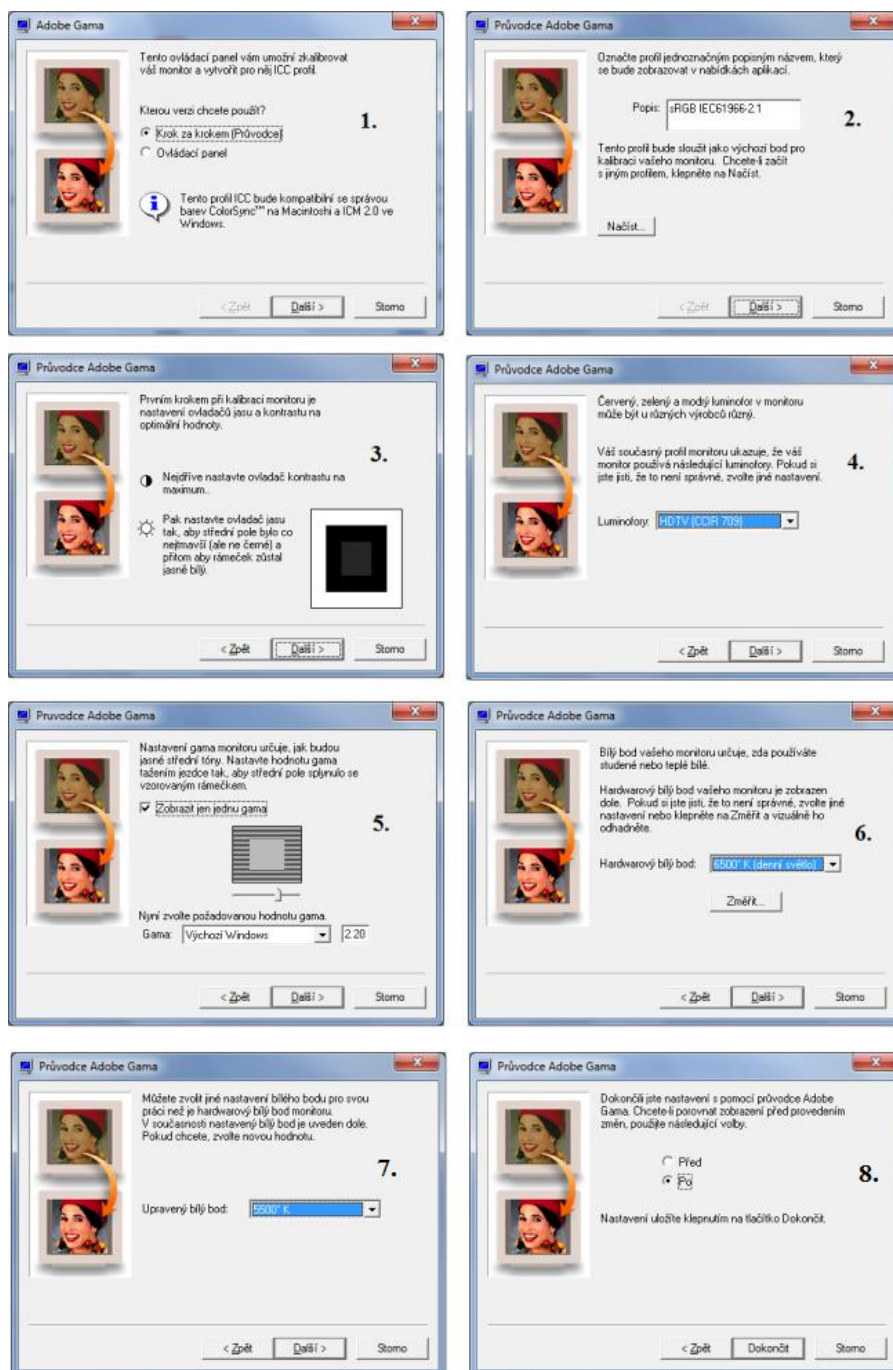 Adobe Gama
Tento ovládací panel vám umožní zkalibrovat
váš monitor a vytvořit pro něj ICC profil.
Kterou verzi chcete použít?
1.
Krok za krokem (Průvodce)
Ovládací panel
Tento profil ICC bude kompatibilní se správou
barev ColorSync™ na Macintoshi a ICM 2.0 ve
Windows.
< Zpět
Další >
Storno
Průvodce Adobe Gama
Označte profil jednoznačným popisným názvem, který
se bude zobrazovat v nabídkách aplikací.
Popis: sRGB IEC61966-2.1
2.
Tento profil bude sloužit jako výchozí bod pro
kalibraci vašeho monitoru. Chcete-li začít
s jiným profilem, klepněte na Načíst.
Načíst...
< Zpět
Další >
Storno
Průvodce Adobe Gama
Prvním krokem při kalibraci monitoru je
nastavení ovladačů jasu a kontrastu na
optimální hodnoty.
3.
Nejdříve nastavte ovladač kontrastu na
maximum..
Pak nastavte ovladač jasu
tak, aby střední pole bylo co
nejtmavší (ale ne černé) a
přitom aby rámeček zůstal
jasně bílý.
< Zpět
Další >
Storno
Průvodce Adobe Gama
Červený, zelený a modrý luminofor v monitoru
může být u různých výrobců různý.
Váš současný profil monitoru ukazuje, že váš
monitor používá následující luminofory. Pokud si
jste jisti, že to není správné, zvolte jiné nastavení.
4.
Luminofory: HDTV (CCIR 709)
< Zpět
Další >
Storno
Pruvodce Adobe Gama
Nastavení gama monitoru určuje, jak budou
jasné střední tóny. Nastavte hodnotu gama
tažením jezdce tak, aby střední pole splynulo se
vzorovaným rámečkem.
Zobrazit jen jednu gama
5.
Nyní zvolte požadovanou hodnotu gama.
Gama: Výchozí Windows 2.20
< Zpět
Další >
Storno
Průvodce Adobe Gama
Bílý bod vašeho monitoru určuje, zda používáte
studené nebo teplé bílé.
Hardwarový bílý bod vašeho monitoru je zobrazen
dole. Pokud si jste jisti, že to není správné, zvolte jiné
nastavení nebo klepněte na Změřit a vizuálně ho
odhadněte.
6.
Hardwarový bílý bod: 6500° K (denní světlo)
Změřit...
< Zpět
Další >
Storno
Průvodce Adobe Gama
Můžete zvolit jiné nastavení bílého bodu pro svou
práci než je hardwarový bílý bod monitoru.
V současnosti nastavený bílý bod je uveden dole.
Pokud chcete, zvolte novou hodnotu.
7.
Upravený bílý bod: 5500° K
< Zpět
Další >
Storno
Průvodce Adobe Gama
Dokončili jste nastavení s pomocí průvodce Adobe
Gama. Chcete-li porovnat zobrazení před provedením
změn, použijte následující volby.
Před
Po
8.
Nastavení uložíte klepnutím na tlačítko Dokončit.
< Zpět
Dokončit
Storno